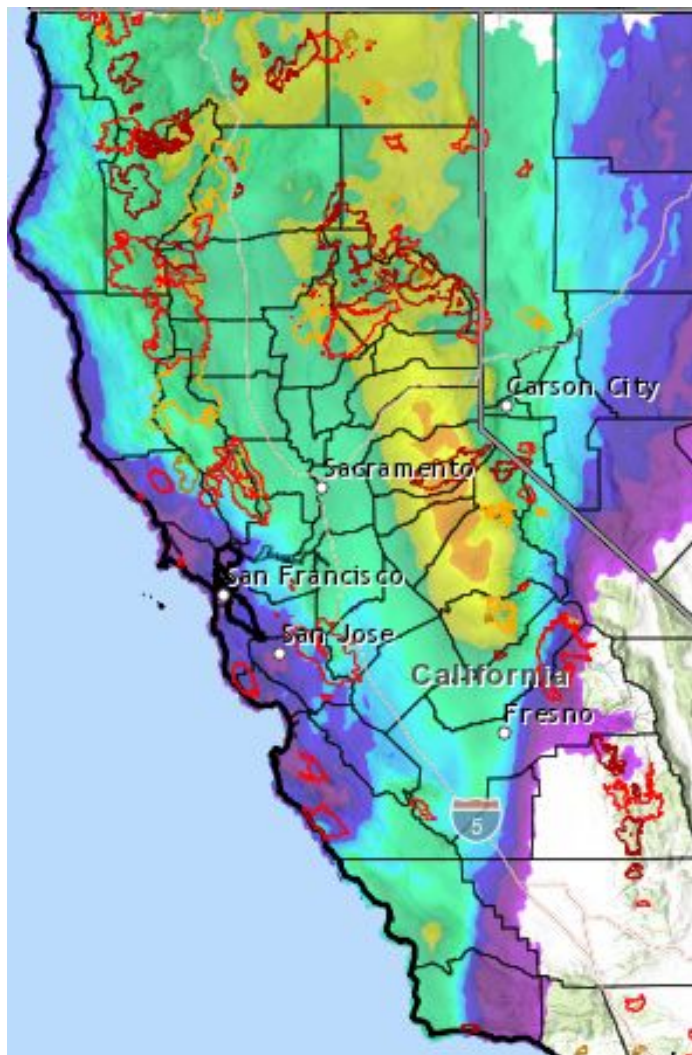 Carson City
Sacramento
San Francisco
San Jose
California
Fresno
5